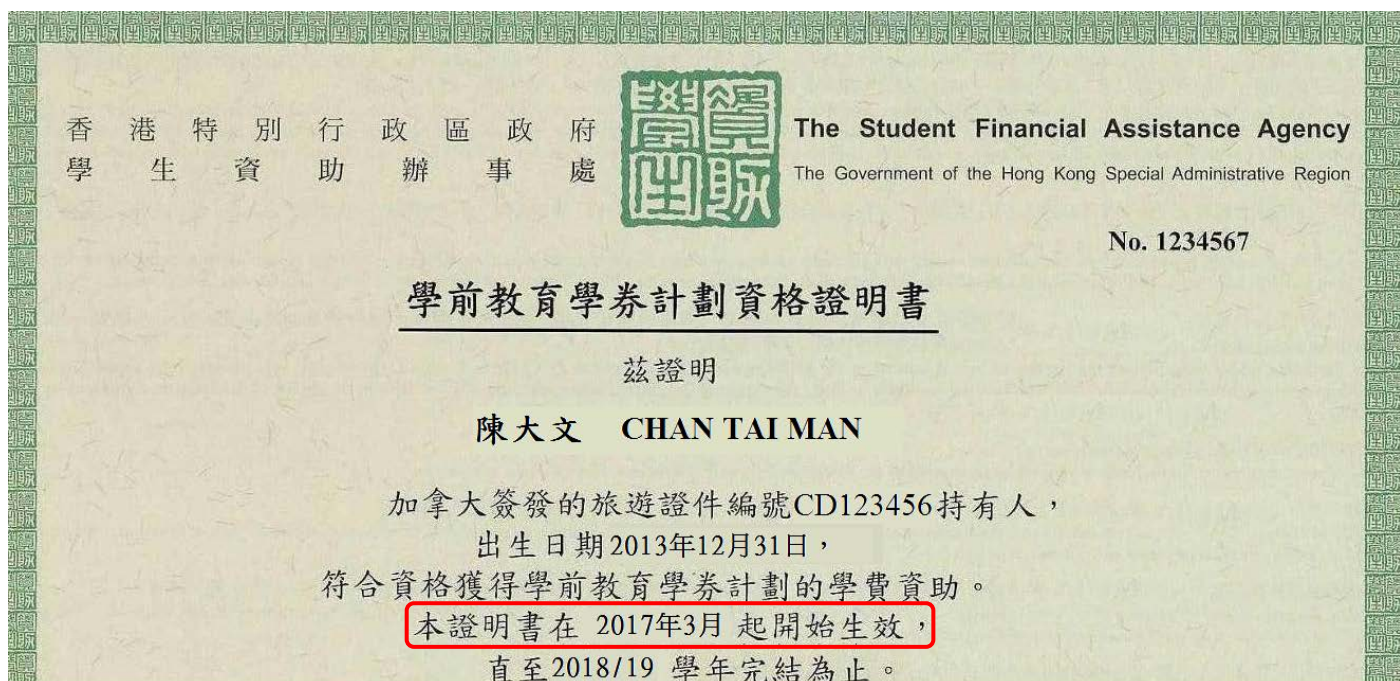 香港特別行政區政府
學生資助辦事處
學生資助
The Student Financial Assistance Agency
The Government of the Hong Kong Special Administrative Region
No. 1234567
學前教育學券計劃資格證明書
茲證明
陳大文 CHAN TAI MAN
加拿大簽發的旅遊證件編號CD123456持有人，
出生日期2013年12月31日，
符合資格獲得學前教育學券計劃的學費資助。
本證明書在 2017年3月 起開始生效，
直至2018/19 學年完結為止。